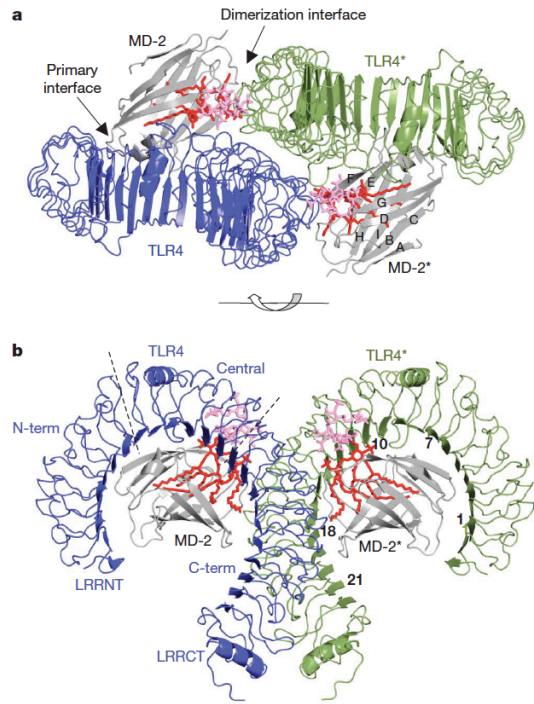 a
Dimerization interface
MD-2
TLR4*
Primary
interface
F
E
G
D
C
H
I
B
A
TLR4
MD-2*
b
TLR4
TLR4*
Central
N-term
10
7
MD-2
18
MD-2*
1
C-term
21
LRRNT
LRRCT